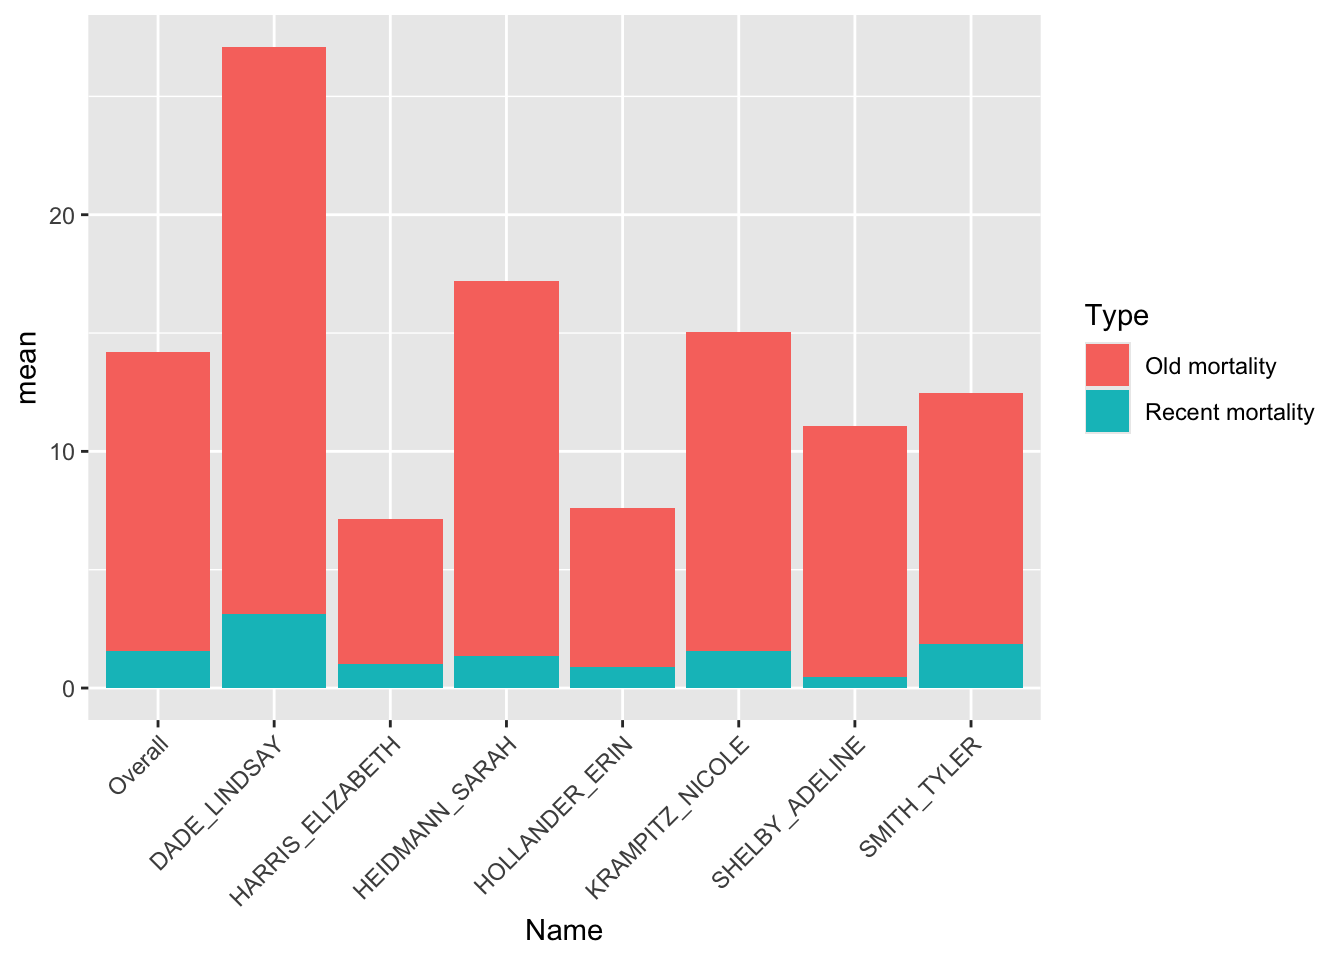 mean
20
10
0
Overall
DADE_LINDSAY
HARRIS_ELIZABETH
HEIDMANN_SARAH
HOLLANDER_ERIN
KRAMPITZ_NICOLE
SHELBY_ADELINE
SMITH_TYLER
Name
Type
Old mortality
Recent mortality